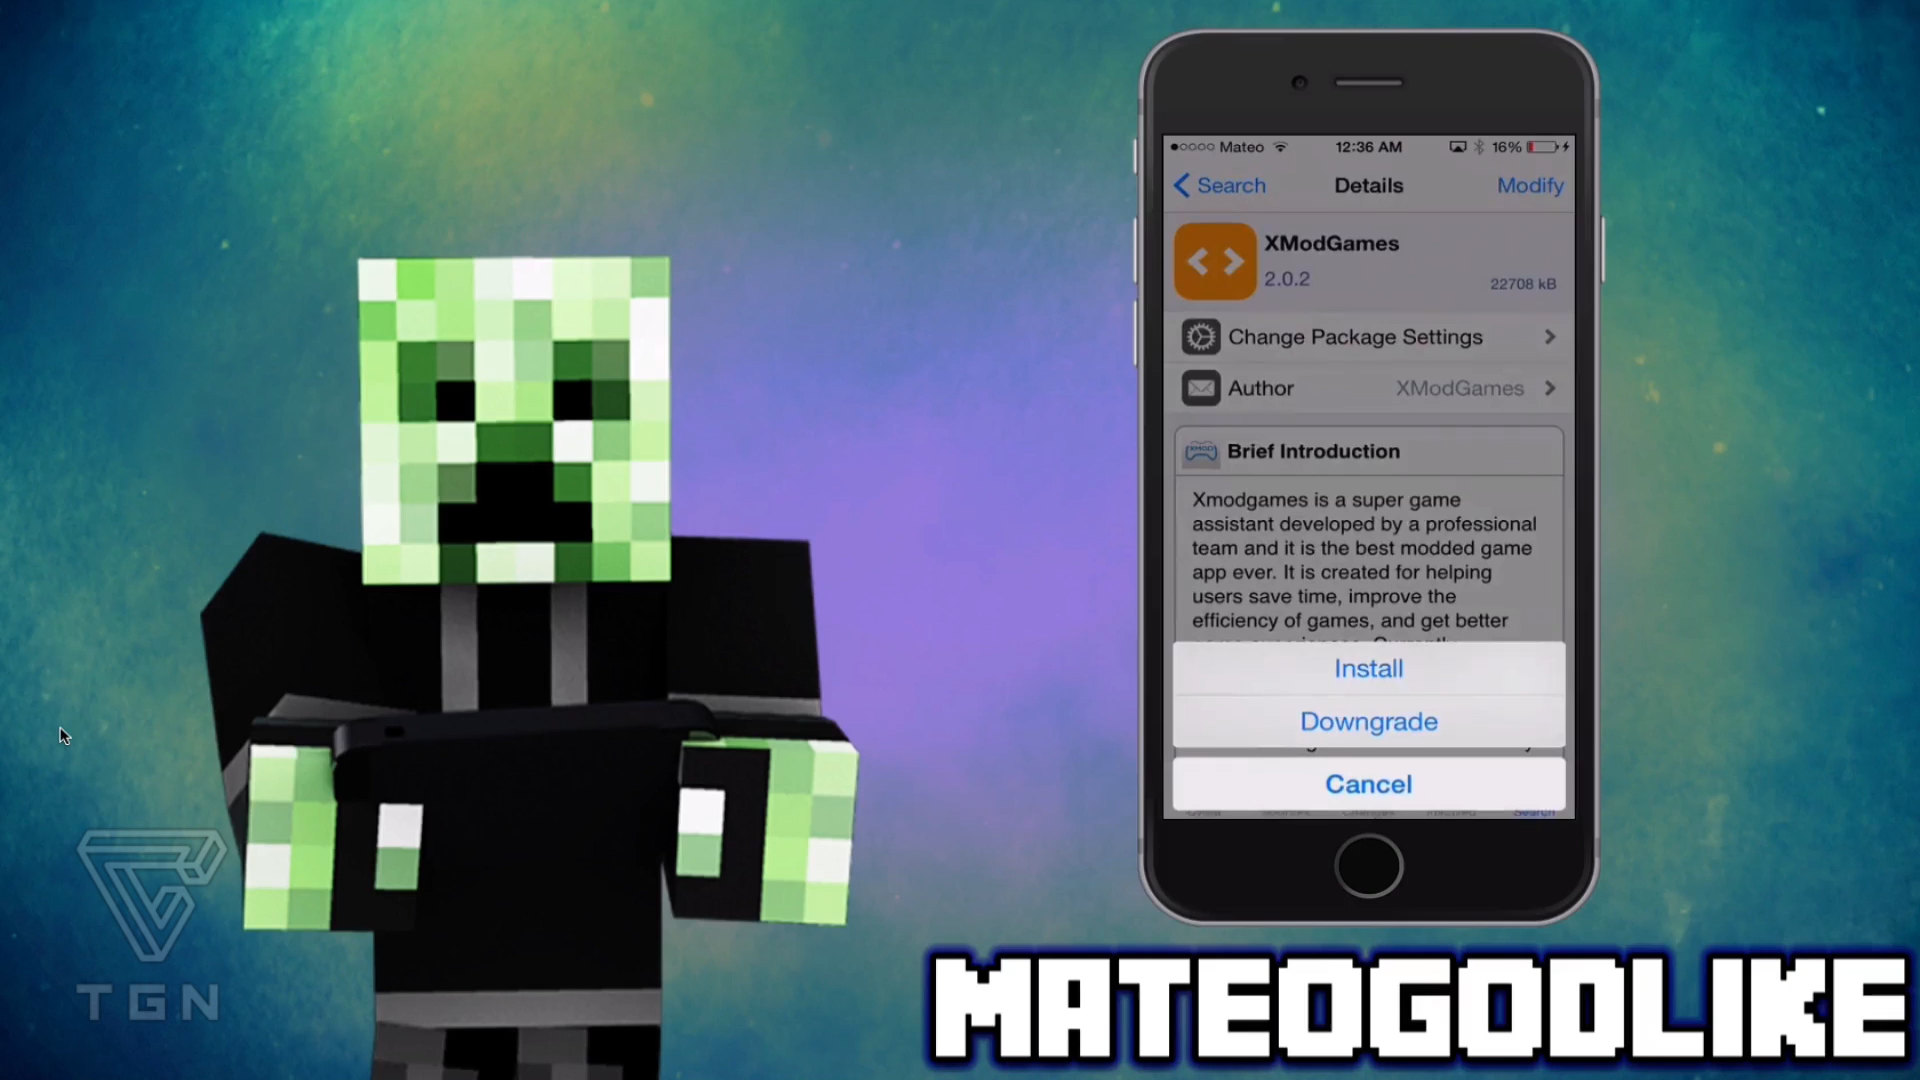 Mateo 12:36 AM 16%
Search Details Modify
XModGames
2.0.2 22708 kB
Change Package Settings
Author XModGames
XMOD
Brief Introduction
Xmodgames is a super game
assistant developed by a professional
team and it is the best modded game
app ever. It is created for helping
users save time, improve the
efficiency of games, and get better
Install
Downgrade
Cancel
Search
TGN
MATEOGODLIKE